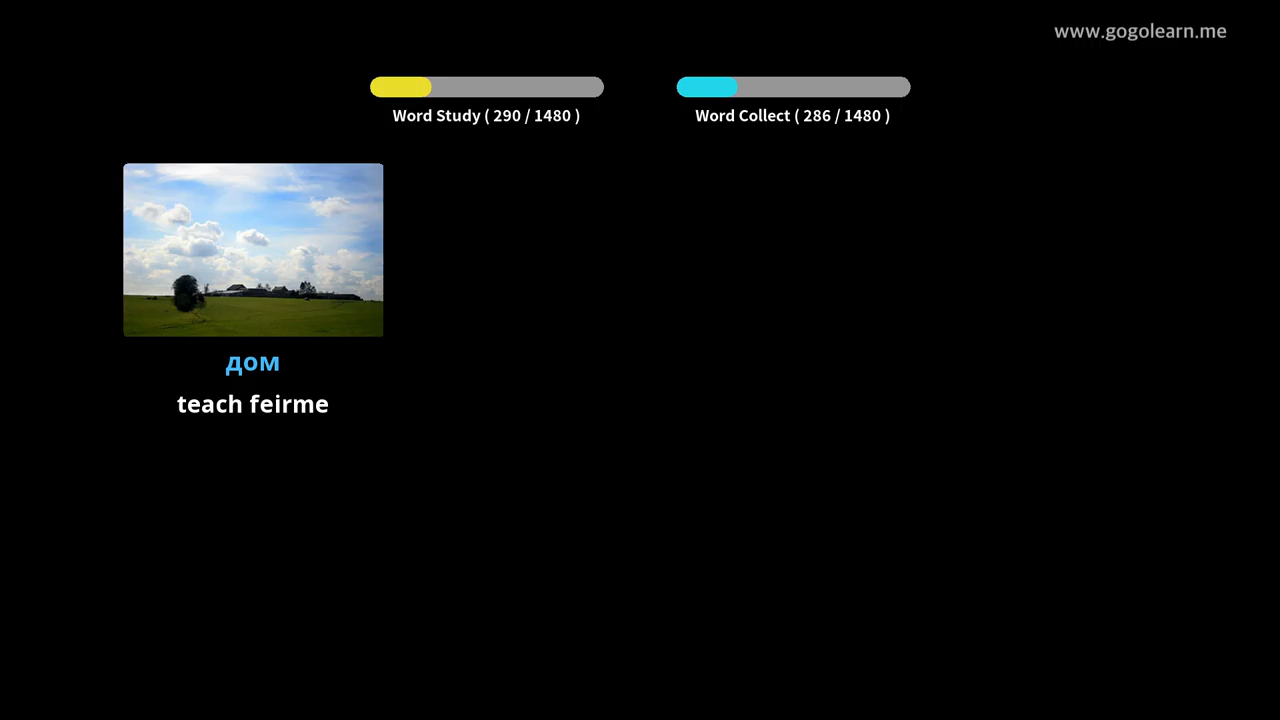 www.gogolearn.me
Word Study ( 290 / 1480 )
Word Collect ( 286 / 1480 )
дом
teach feirme